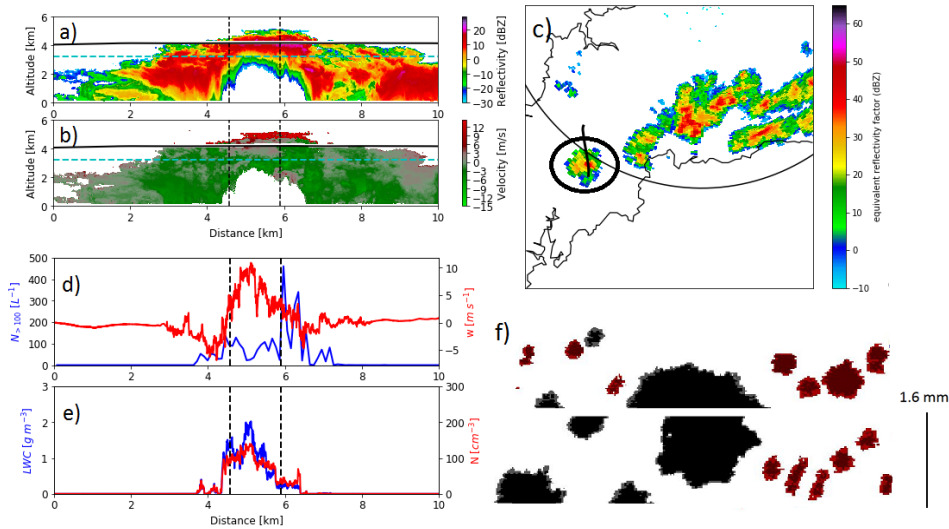 a)
Altitude [km]
6
4
2
0
20
10
0
−10
−20
−30
Reflectivity [dBZ]
b)
Altitude [km]
6
4
2
0
0 2 4 6 8 10
Distance [km]
12
9
6
3
0
−3
−6
−9
−12
−15
Velocity [m/s]
c)
60
50
40
30
20
10
0
−10
equivalent reflectivity factor (dBZ)
d)
N>100 [L−1]
500
400
300
200
100
0
0 2 4 6 8 10
10
5
0
−5
w [m s−1]
e)
LWC [g m−3]
3
2
1
0
0 2 4 6 8 10
Distance [km]
300
200
100
0
N [cm−3]
f)
1.6 mm